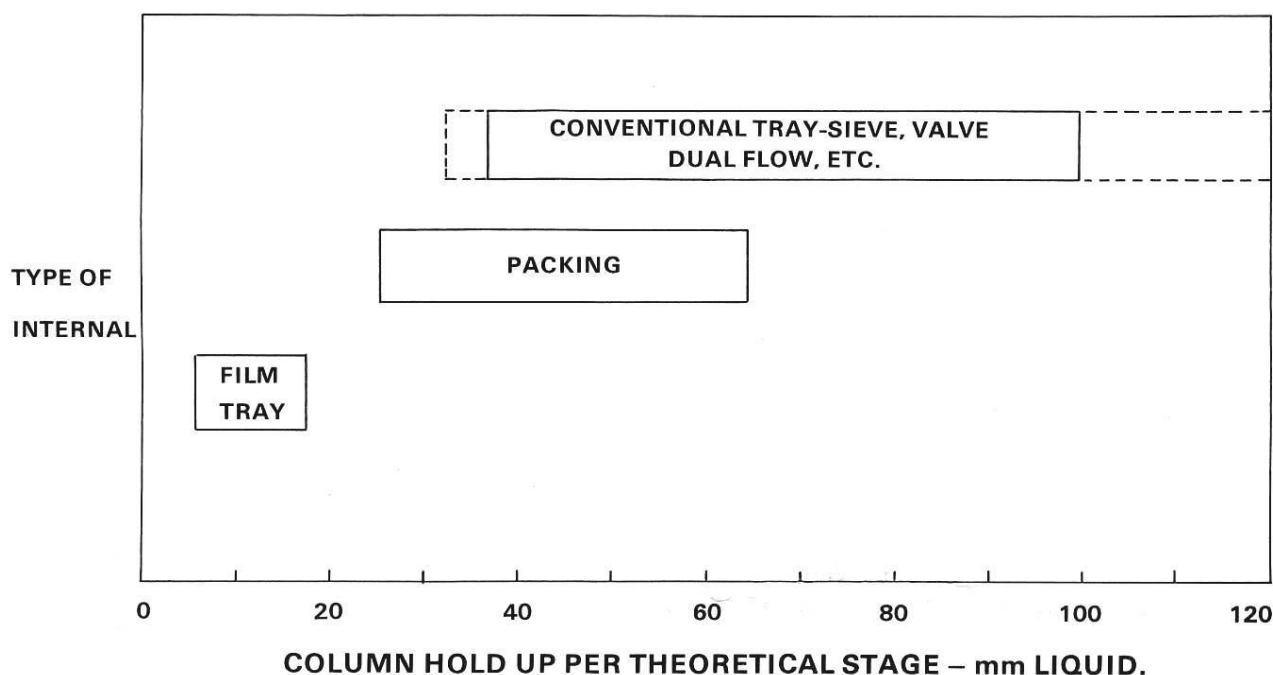 CONVENTIONAL TRAY-SIEVE, VALVE
DUAL FLOW, ETC.
PACKING
TYPE OF
INTERNAL
FILM
TRAY
0 20 40 60 80 100 120
COLUMN HOLD UP PER THEORETICAL STAGE – mm LIQUID.